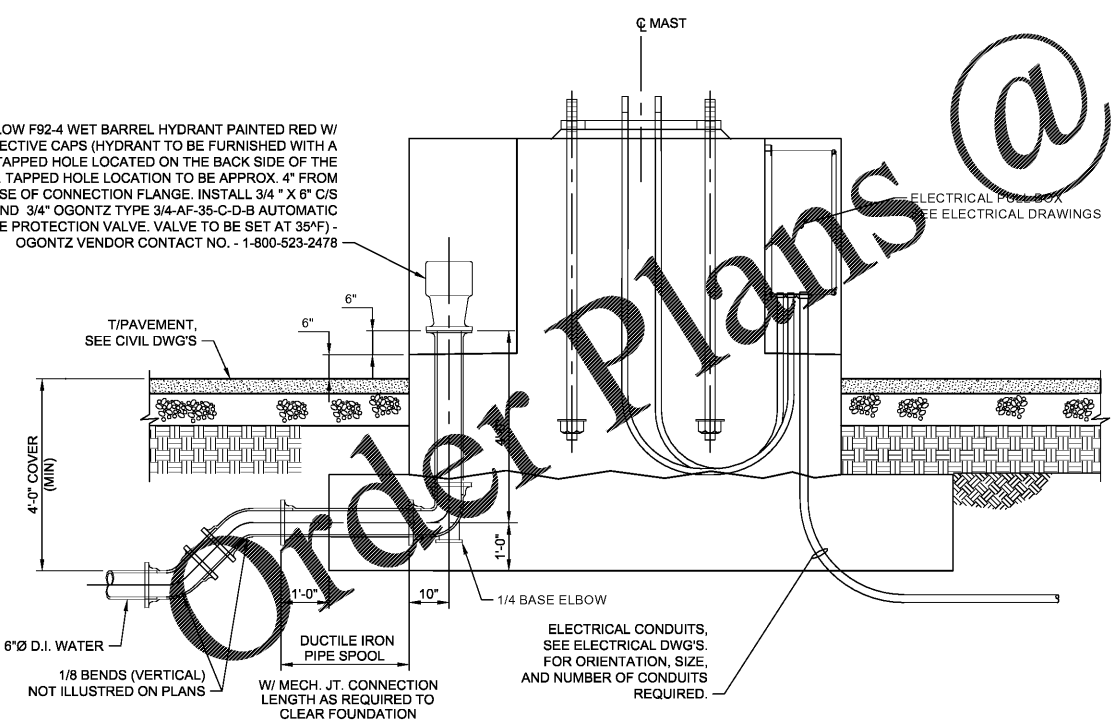 ℄ MAST
LOW F92-4 WET BARREL HYDRANT PAINTED RED W/
ECTIVE CAPS (HYDRANT TO BE FURNISHED WITH A
TAPPED HOLE LOCATED ON THE BACK SIDE OF THE
. TAPPED HOLE LOCATION TO BE APPROX. 4" FROM
SE OF CONNECTION FLANGE. INSTALL 3/4 " X 6" C/S
ND 3/4" OGONTZ TYPE 3/4-AF-35-C-D-B AUTOMATIC
E PROTECTION VALVE. VALVE TO BE SET AT 35^F) -
OGONTZ VENDOR CONTACT NO. - 1-800-523-2478
ELECTRICAL PULL BOX
SEE ELECTRICAL DRAWINGS
6"
6"
T/PAVEMENT,
SEE CIVIL DWG'S
4'-0" COVER
(MIN)
1'-0"
1'-0"
10"
1/4 BASE ELBOW
6"Ø D.I. WATER
DUCTILE IRON
PIPE SPOOL
1/8 BENDS (VERTICAL)
NOT ILLUSTRED ON PLANS
W/ MECH. JT. CONNECTION
LENGTH AS REQUIRED TO
CLEAR FOUNDATION
ELECTRICAL CONDUITS,
SEE ELECTRICAL DWG'S.
FOR ORIENTATION, SIZE,
AND NUMBER OF CONDUITS
REQUIRED.
Order Plans @